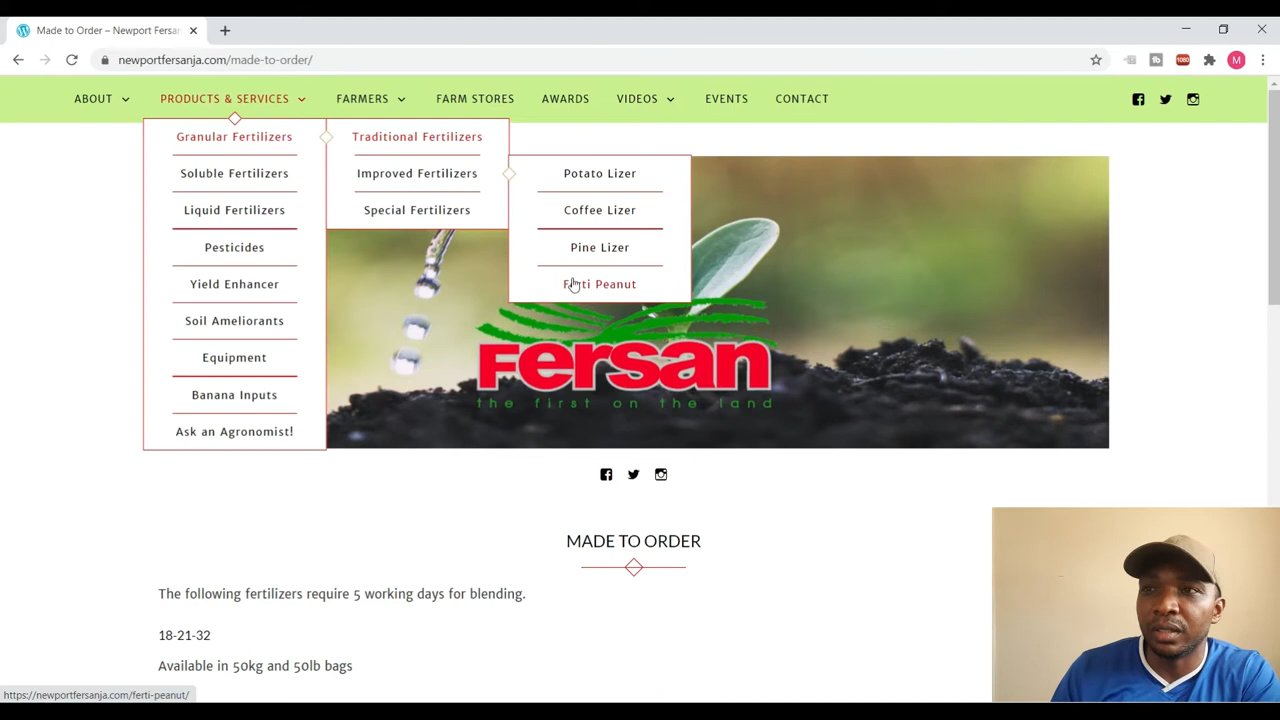 Made to Order – Newport Fersan
newportfersanja.com/made-to-order/
M
ABOUT PRODUCTS & SERVICES FARMERS FARM STORES AWARDS VIDEOS EVENTS CONTACT
Granular Fertilizers
Soluble Fertilizers
Liquid Fertilizers
Pesticides
Yield Enhancer
Soil Ameliorants
Equipment
Banana Inputs
Ask an Agronomist!
Traditional Fertilizers
Improved Fertilizers
Special Fertilizers
Potato Lizer
Coffee Lizer
Pine Lizer
Ferti Peanut
Fersan
the first on the land
MADE TO ORDER
The following fertilizers require 5 working days for blending.
18-21-32
Available in 50kg and 50lb bags
https://newportfersanja.com/ferti-peanut/